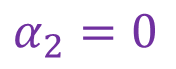 α₂ = 0